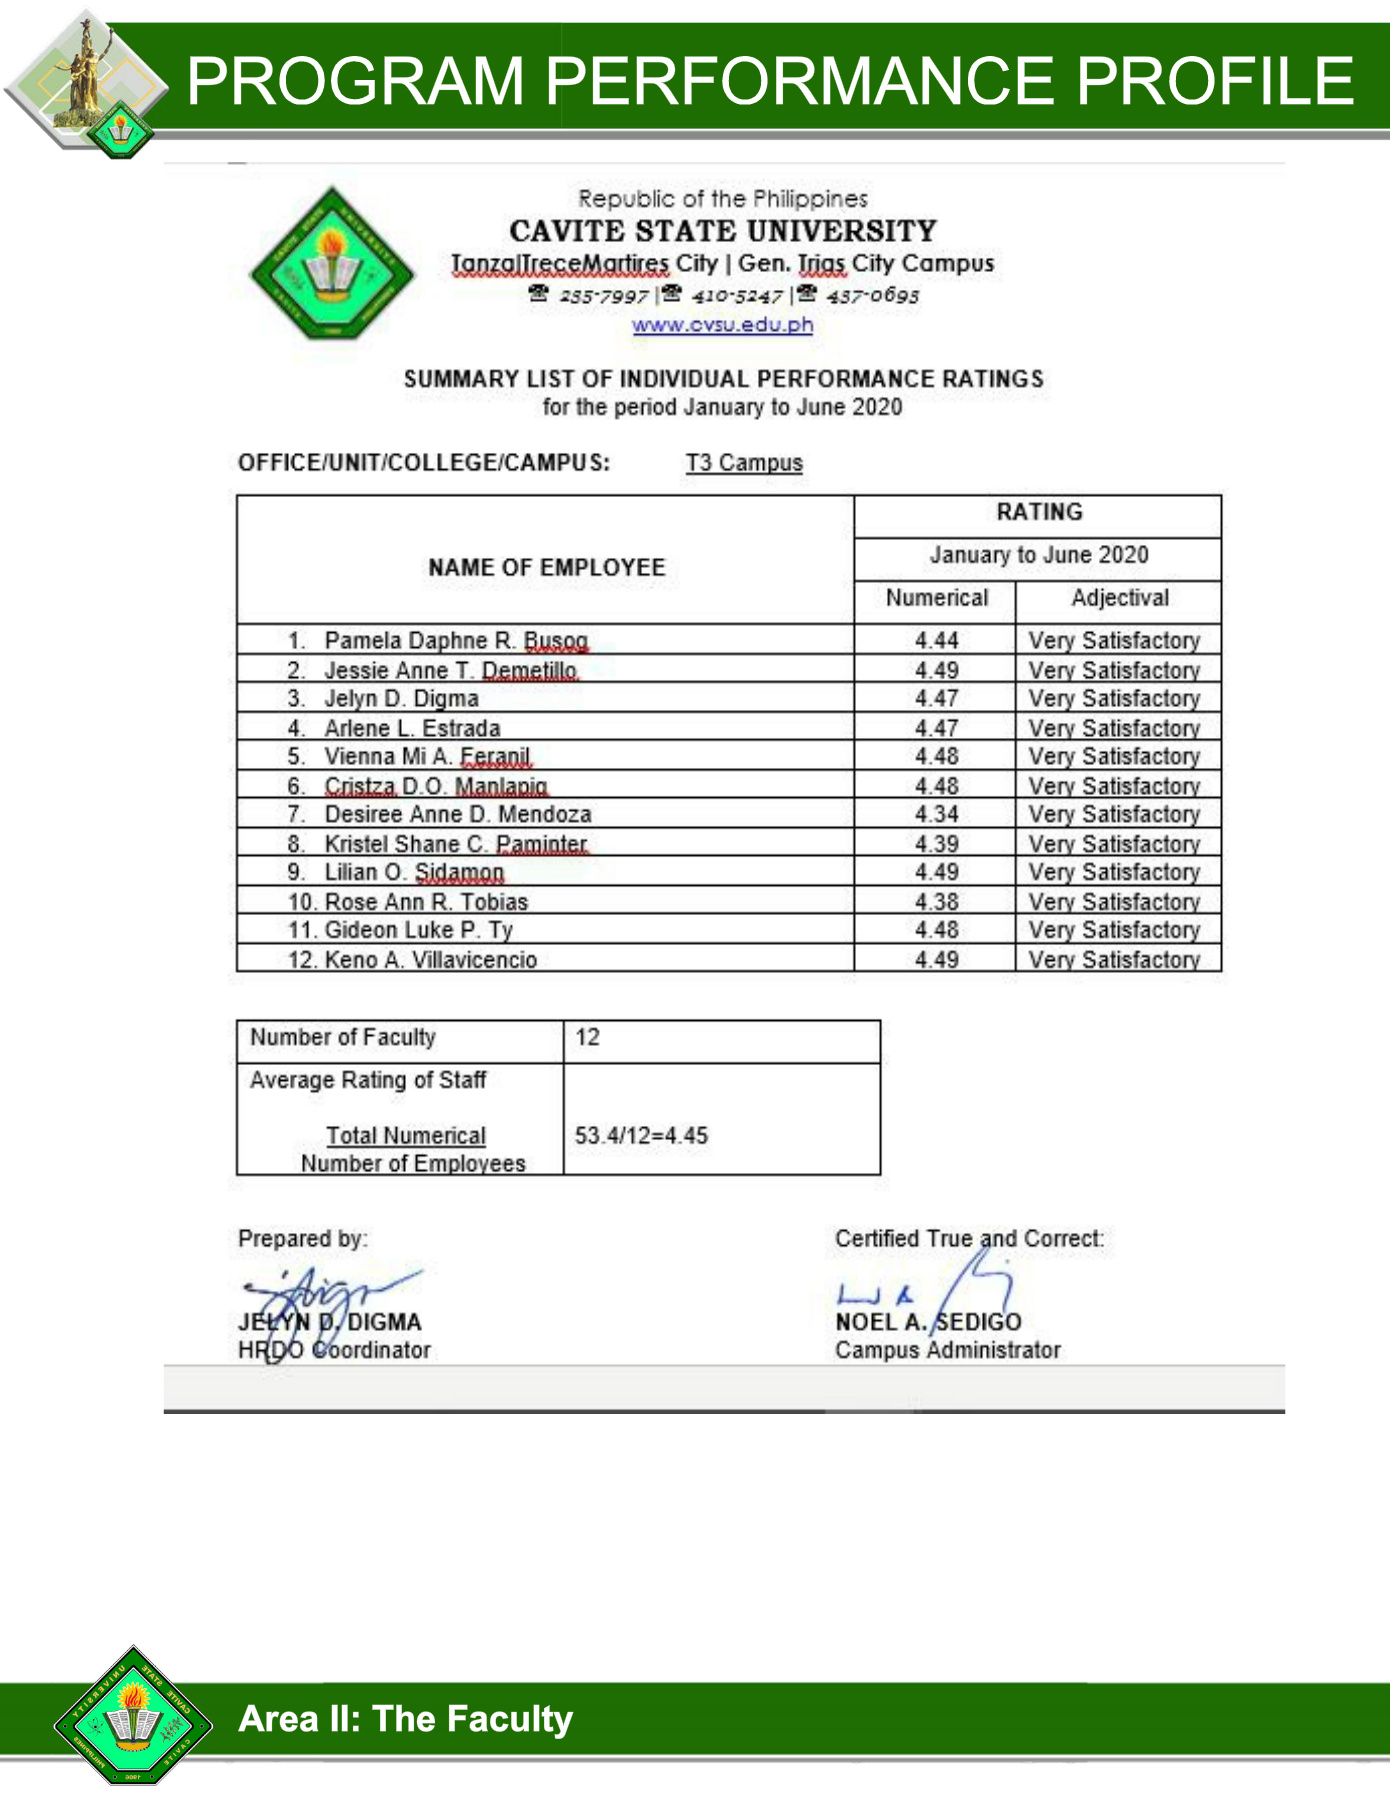 PROGRAM PERFORMANCE PROFILE
Republic of the Philippines
CAVITE STATE UNIVERSITY
Tanza|TreceMartires City | Gen. Trias City Campus
☎ 235-7997 |☎ 410-5247 |☎ 437-0693
www.cvsu.edu.ph
SUMMARY LIST OF INDIVIDUAL PERFORMANCE RATINGS
for the period January to June 2020
OFFICE/UNIT/COLLEGE/CAMPUS: T3 Campus
RATING
NAME OF EMPLOYEE January to June 2020
Numerical Adjectival
1. Pamela Daphne R. Busog 4.44 Very Satisfactory
2. Jessie Anne T. Demetillo 4.49 Very Satisfactory
3. Jelyn D. Digma 4.47 Very Satisfactory
4. Arlene L. Estrada 4.47 Very Satisfactory
5. Vienna Mi A. Feranil 4.48 Very Satisfactory
6. Cristza D.O. Manlapig 4.48 Very Satisfactory
7. Desiree Anne D. Mendoza 4.34 Very Satisfactory
8. Kristel Shane C. Paminter 4.39 Very Satisfactory
9. Lilian O. Sidamon 4.49 Very Satisfactory
10. Rose Ann R. Tobias 4.38 Very Satisfactory
11. Gideon Luke P. Ty 4.48 Very Satisfactory
12. Keno A. Villavicencio 4.49 Very Satisfactory
Number of Faculty 12
Average Rating of Staff
Total Numerical 53.4/12=4.45
Number of Employees
Prepared by: Certified True and Correct:
JELYN D. DIGMA NOEL A. SEDIGO
HRDO Coordinator Campus Administrator
CAVITE STATE UNIVERSITY
CAVITE PHILIPPINES
1906
Area II: The Faculty